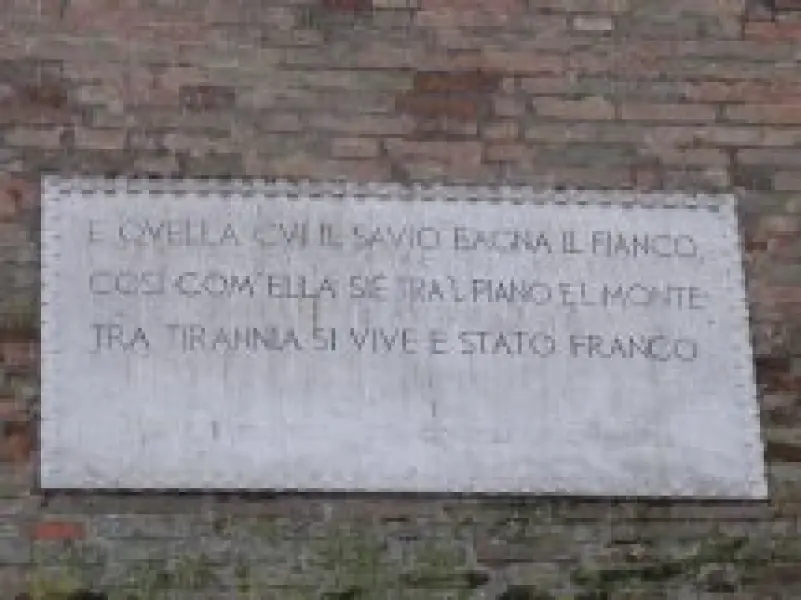 E QVELLA CVI IL SAVIO BAGNA IL FIANCO,
COSI COM'ELLA SIE TRA'L PIANO E'L MONTE
TRA TIRANNIA SI VIVE E STATO FRANCO